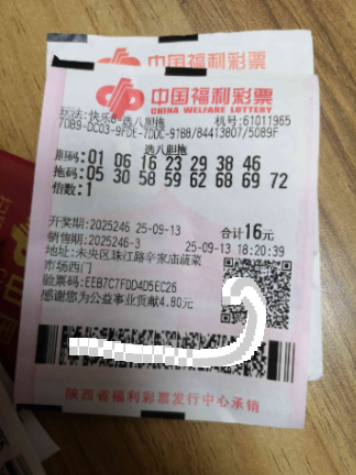 中国福利彩票
中国福利彩票
CHINA WELFARE LOTTERY
玩法:快乐8-选八胆拖
机号:61011965
7DB9-DC03-9FDE-7DDC-9188/84413807/5089F
选八胆拖
胆码:01 06 16 23 29 38 46
拖码:05 30 58 59 62 68 69 72
倍数:1
开奖期:2025246 25-09-13
合计16元
销售期:2025246-3
25-09-13 18:20:39
地址:未央区珠江路辛家庙蔬菜
市场西门
验票码:EEB7C7FDD4D5EC26
感谢您为公益事业贡献4.80元
陕西省福利彩票发行中心承销